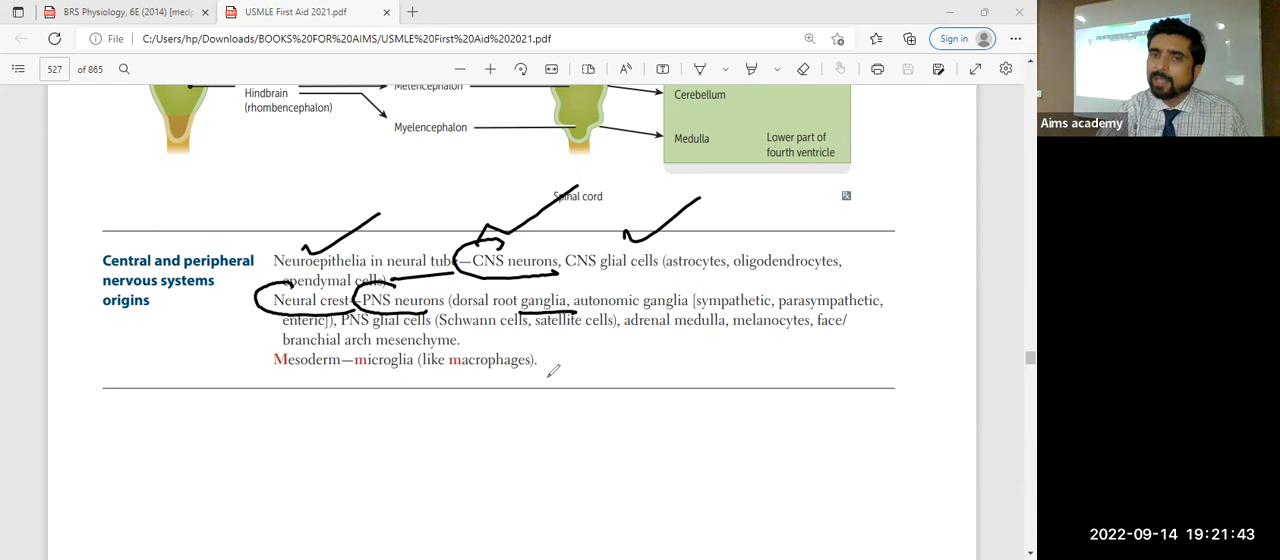 BRS Physiology, 6E (2014) [medp
USMLE First Aid 2021.pdf
File
C:/Users/hp/Downloads/BOOKS%20FOR%20AIMS/USMLE%20First%20Aid%202021.pdf
Sign in
527 of 865
Hindbrain
(rhombencephalon)
Metencephalon
Cerebellum
Myelencephalon
Medulla
Lower part of
fourth ventricle
Spinal cord
Aims academy
Central and peripheral
nervous systems
origins
Neuroepithelia in neural tube—CNS neurons, CNS glial cells (astrocytes, oligodendrocytes,
ependymal cells)
Neural crest—PNS neurons (dorsal root ganglia, autonomic ganglia [sympathetic, parasympathetic,
enteric]), PNS glial cells (Schwann cells, satellite cells), adrenal medulla, melanocytes, face/
branchial arch mesenchyme.
Mesoderm—microglia (like macrophages).
2022-09-14 19:21:43